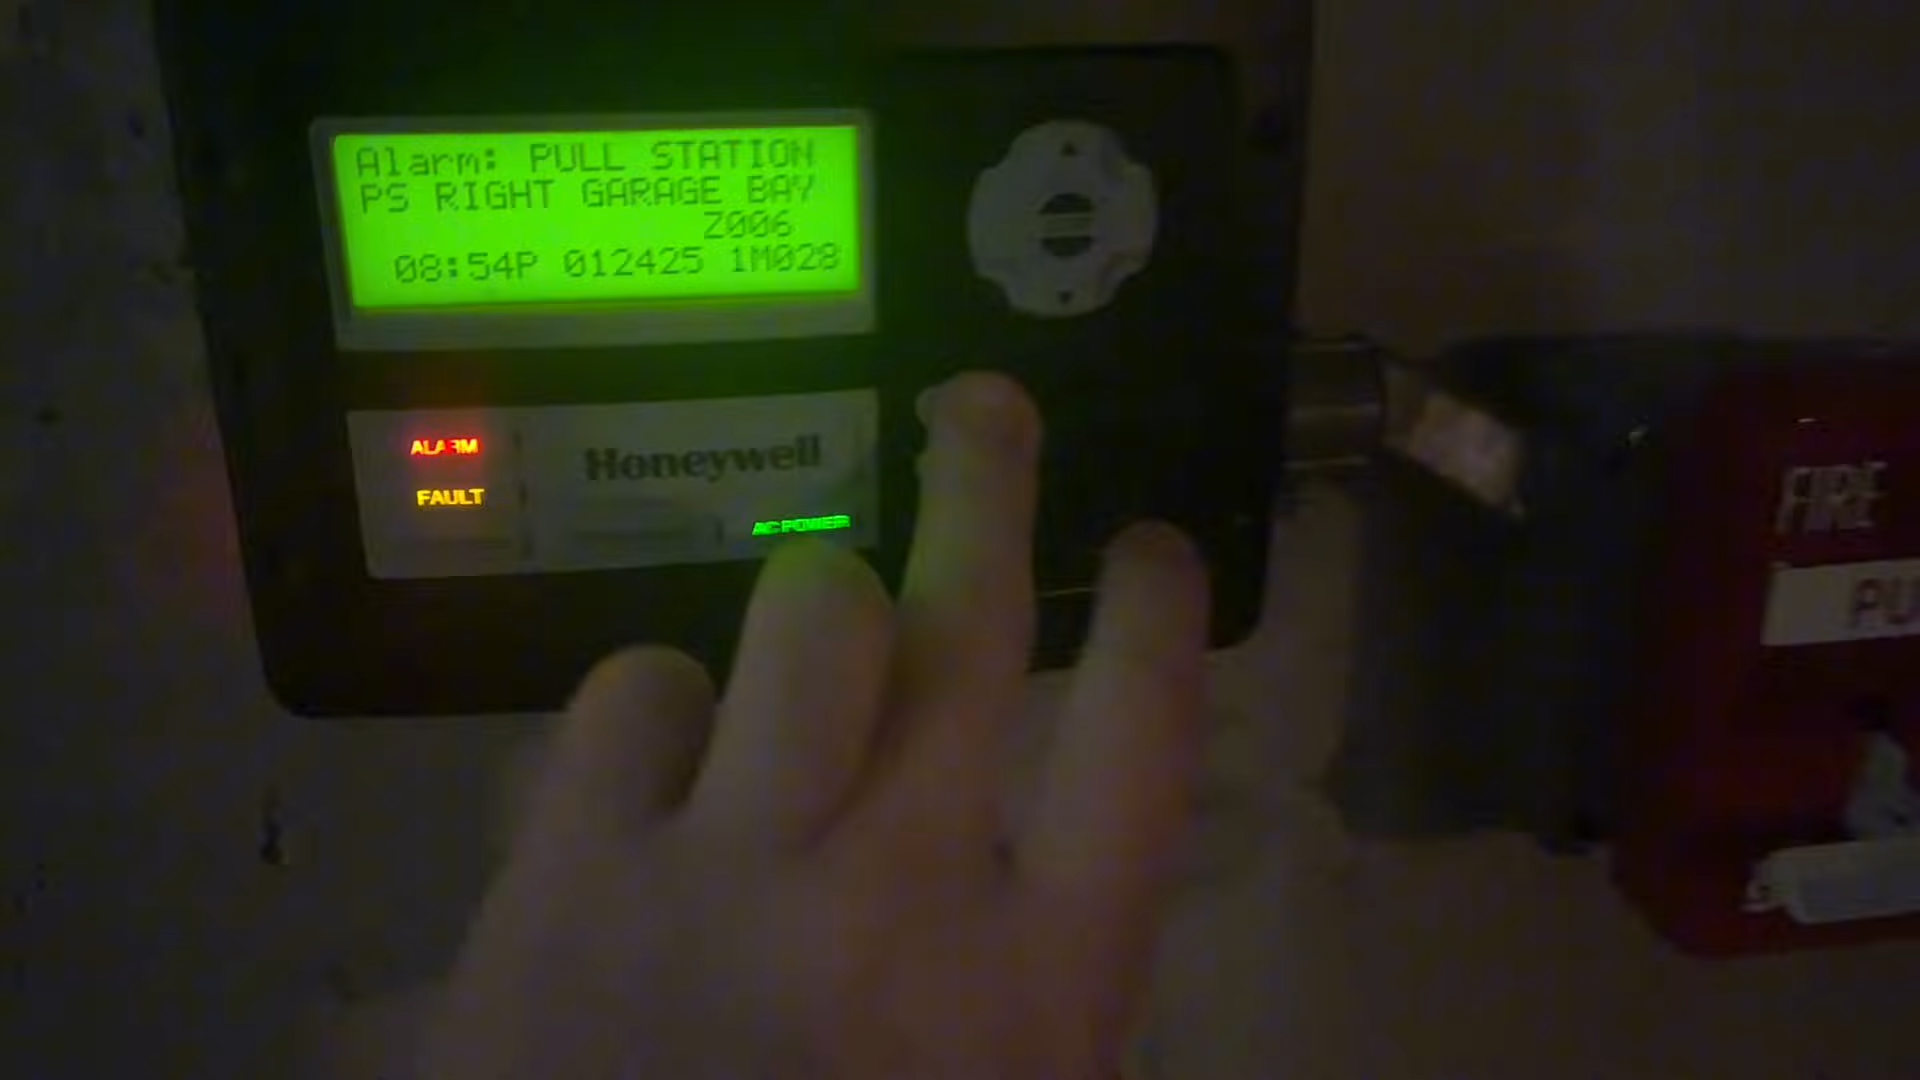 Alarm: PULL STATION
PS RIGHT GARAGE BAY
Z006
08:54P 012425 1M028
ALARM
FAULT
Honeywell
AC POWER
FIRE
PU